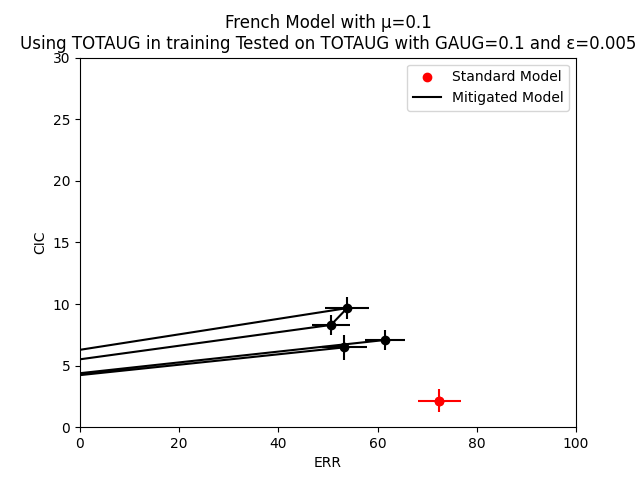 French Model with μ=0.1
Using TOTAUG in training Tested on TOTAUG with GAUG=0.1 and ε=0.005
Standard Model
Mitigated Model
30
25
20
15
10
5
0
CIC
0 20 40 60 80 100
ERR